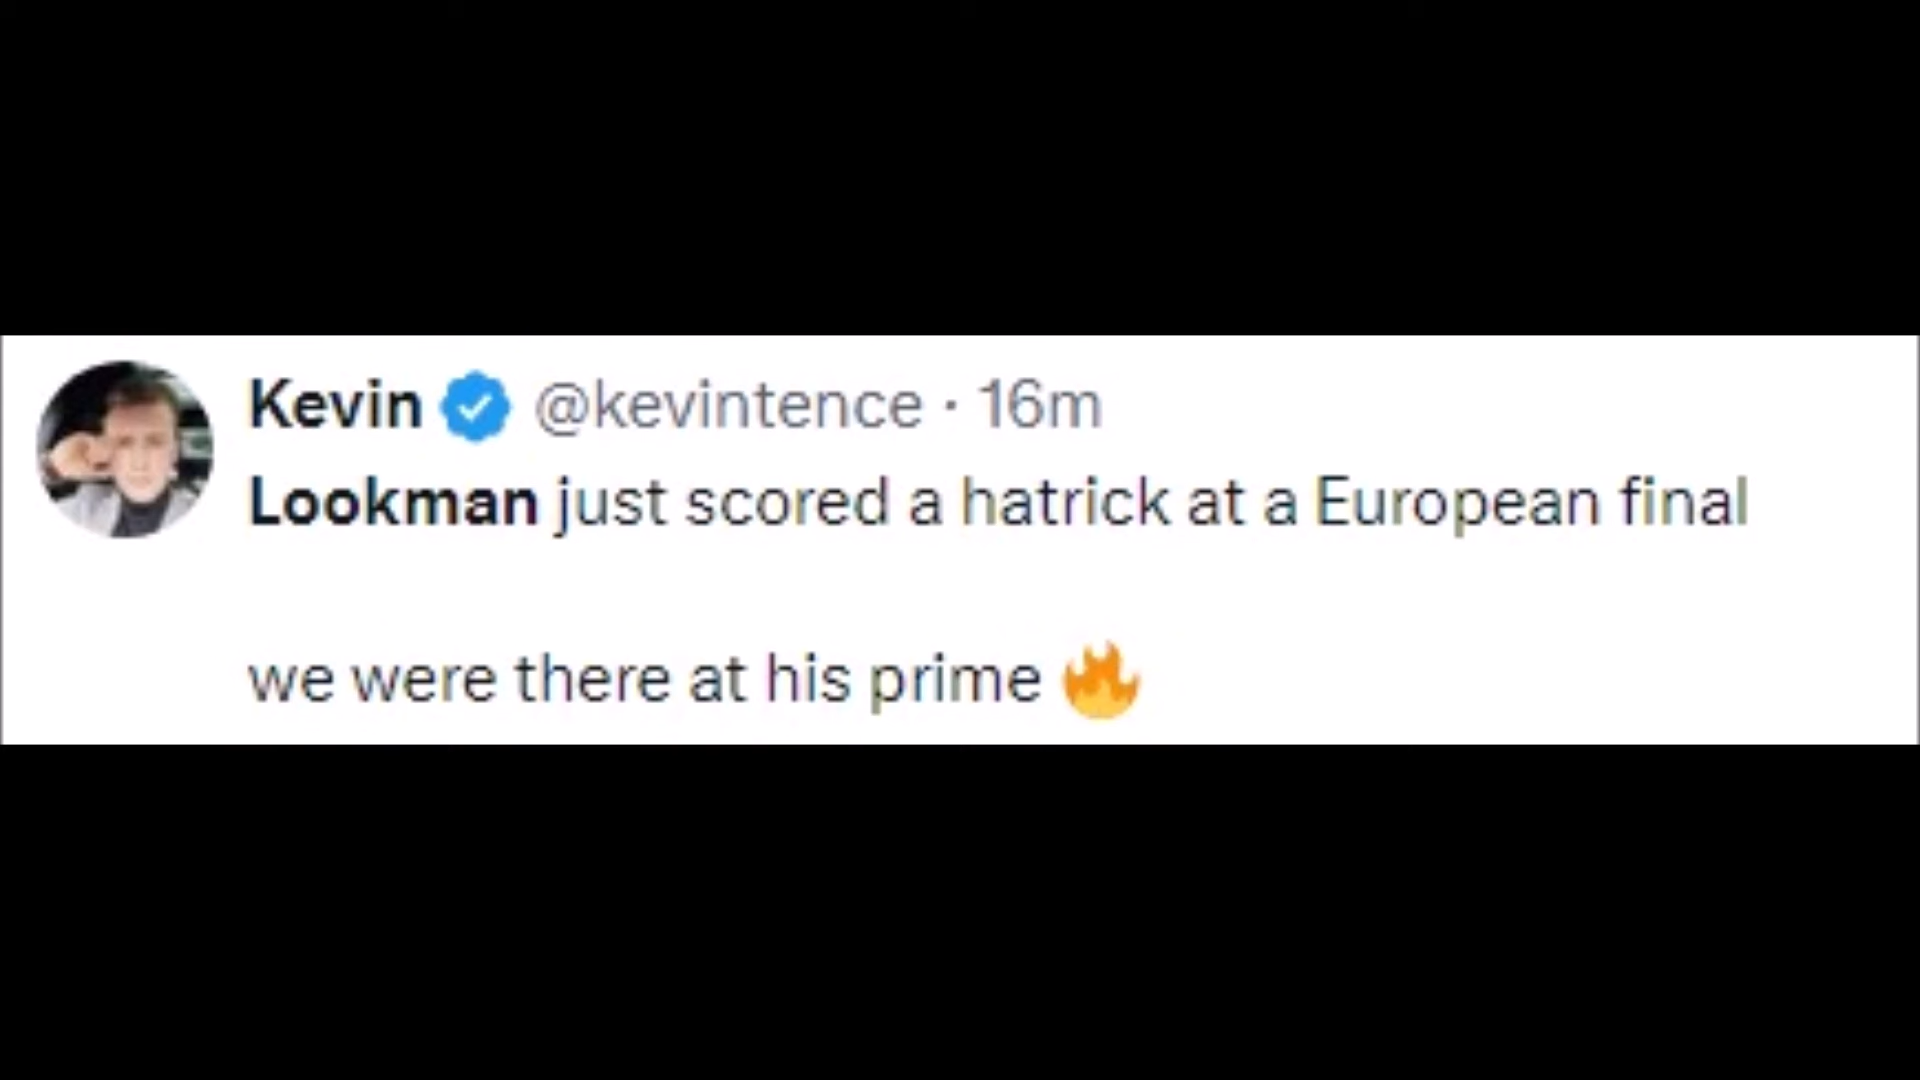 Kevin @kevintence · 16m
Lookman just scored a hatrick at a European final
we were there at his prime 🔥